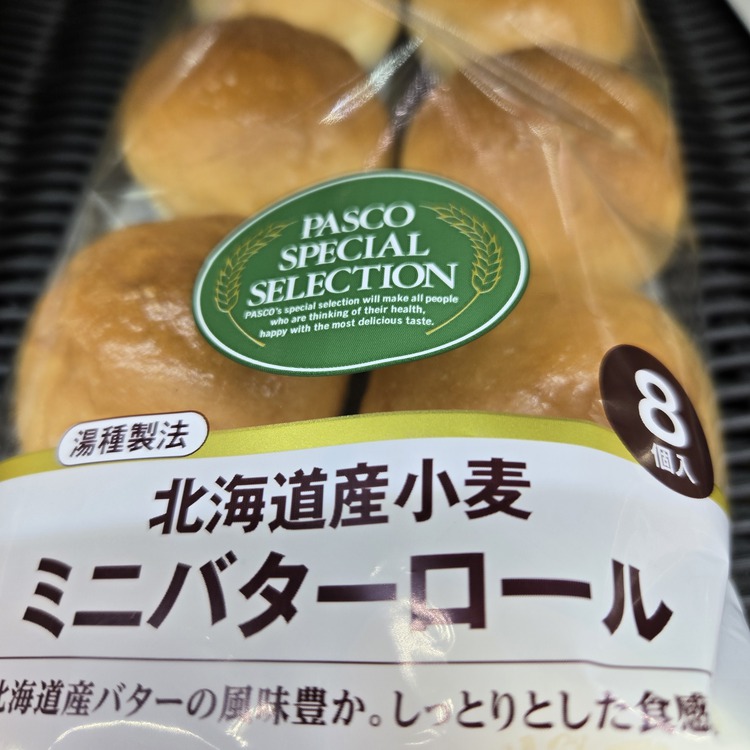 PASCO
SPECIAL
SELECTION
PASCO's special selection will make all people
who are thinking of their health,
happy with the most delicious taste.
8
個入
湯種製法
北海道産小麦
ミニバターロール
北海道産バターの風味豊か。しっとりとした食感